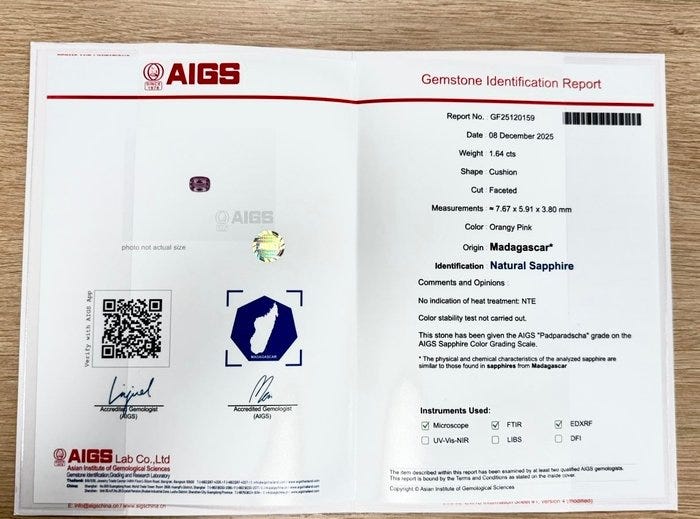 AIGS
SINCE 1978
AIGS
photo not actual size
Verify with AIGS App
MADAGASCAR
Accredited Gemologist
(AIGS)
Accredited Gemologist
(AIGS)
AIGS Lab Co.,Ltd
Asian Institute of Gemological Sciences
Gemstone Identification, Grading and Research Laboratory
Gemstone Identification Report
Report No. GF25120159
Date : 08 December 2025
Weight : 1.64 cts
Shape : Cushion
Cut : Faceted
Measurements : ≈ 7.67 x 5.91 x 3.80 mm
Color : Orangy Pink
Origin : Madagascar*
Identification : Natural Sapphire
Comments and Opinions :
No indication of heat treatment: NTE
Color stability test not carried out.
This stone has been given the AIGS "Padparadscha" grade on the
AIGS Sapphire Color Grading Scale.
* The physical and chemical characteristics of the analyzed sapphire are
similar to those found in sapphires from Madagascar
Instruments Used:
Microscope FTIR EDXRF
UV-Vis-NIR LIBS DFI
The item described within this report has been examined by at least two qualified AIGS gemologists.
This report is bound by the Terms and Conditions as stated on the inside cover.
Copyright © Asian Institute of Gemological Sciences